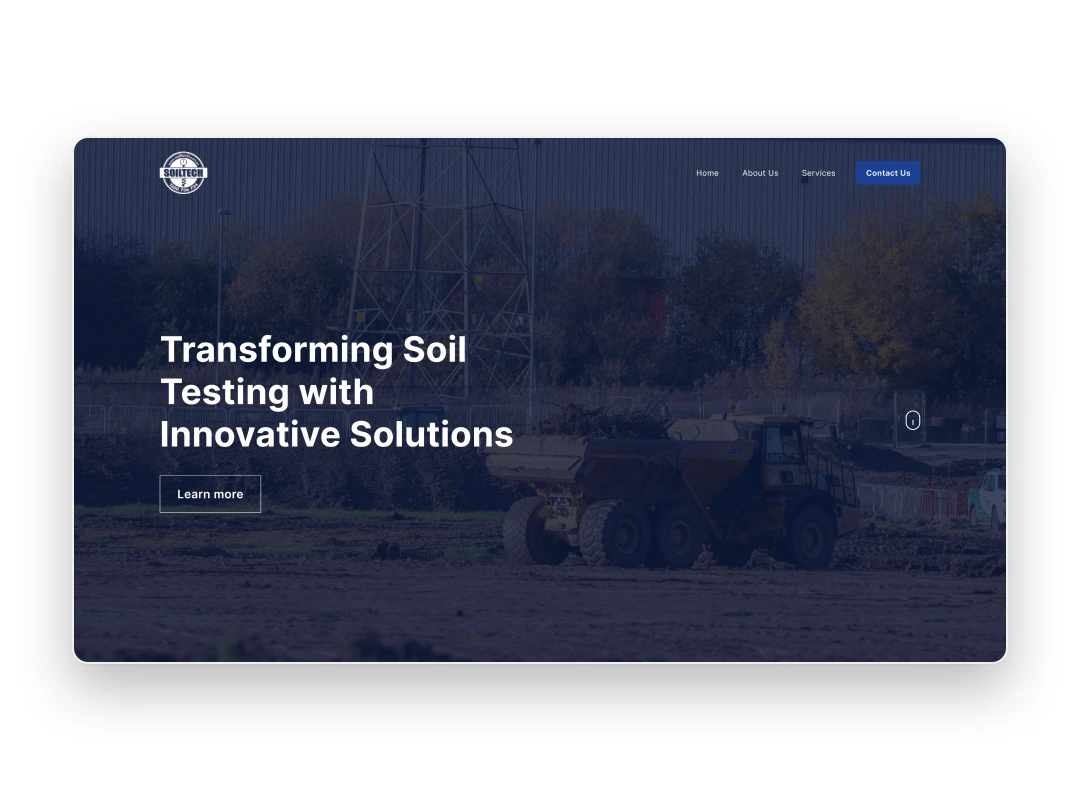 SOILTECH
Home
About Us
Services
Contact Us
Transforming Soil
Testing with
Innovative Solutions
Learn more